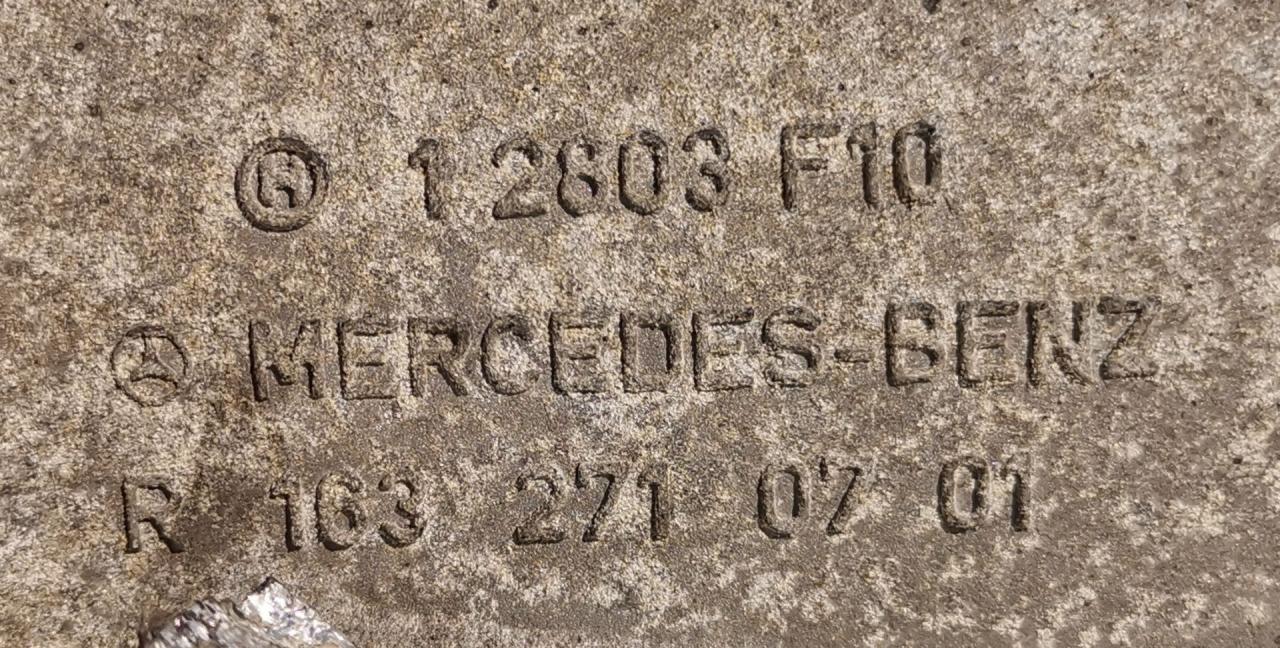 G 1 2603 F10
MERCEDES-BENZ
R 163 271 07 01